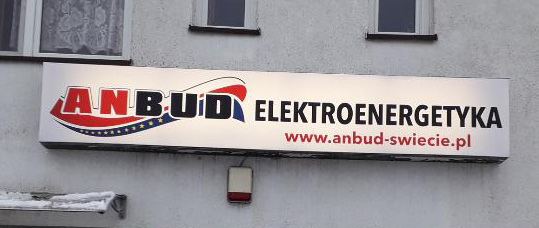 ANBUD ELEKTROENERGETYKA
www.anbud-swiecie.pl